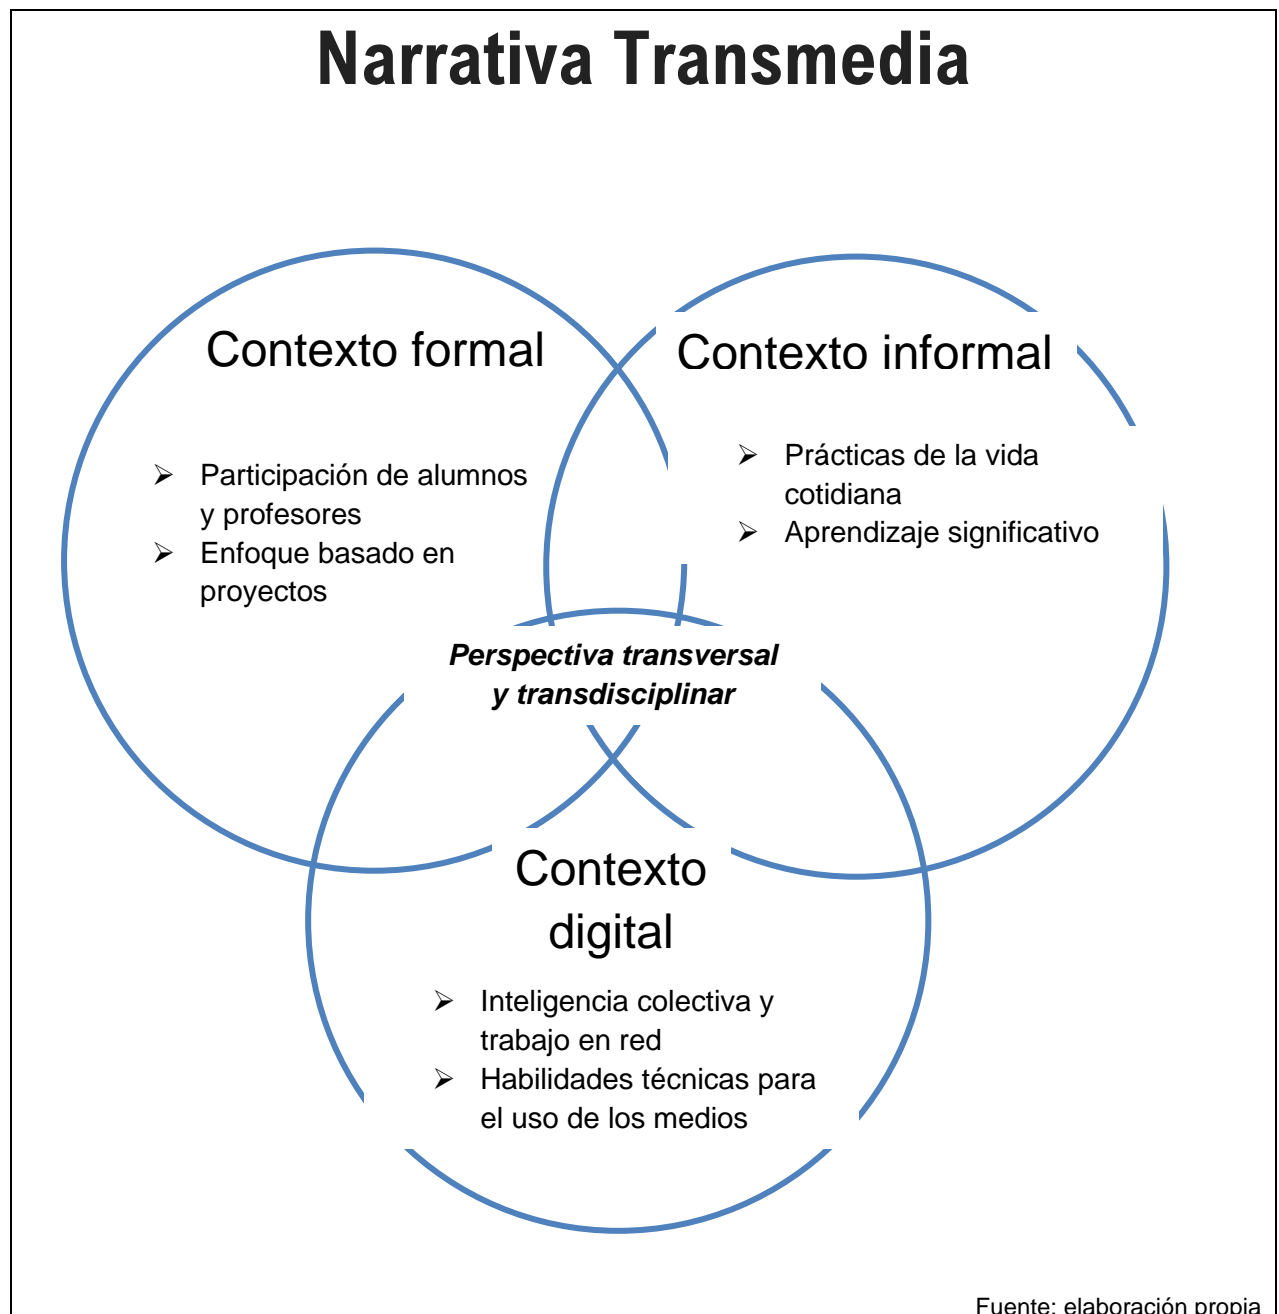 Narrativa Transmedia
Contexto formal
➢ Participación de alumnos
y profesores
➢ Enfoque basado en
proyectos
Contexto informal
➢ Prácticas de la vida
cotidiana
➢ Aprendizaje significativo
Perspectiva transversal
y transdisciplinar
Contexto
digital
➢ Inteligencia colectiva y
trabajo en red
➢ Habilidades técnicas para
el uso de los medios
Fuente: elaboración propia